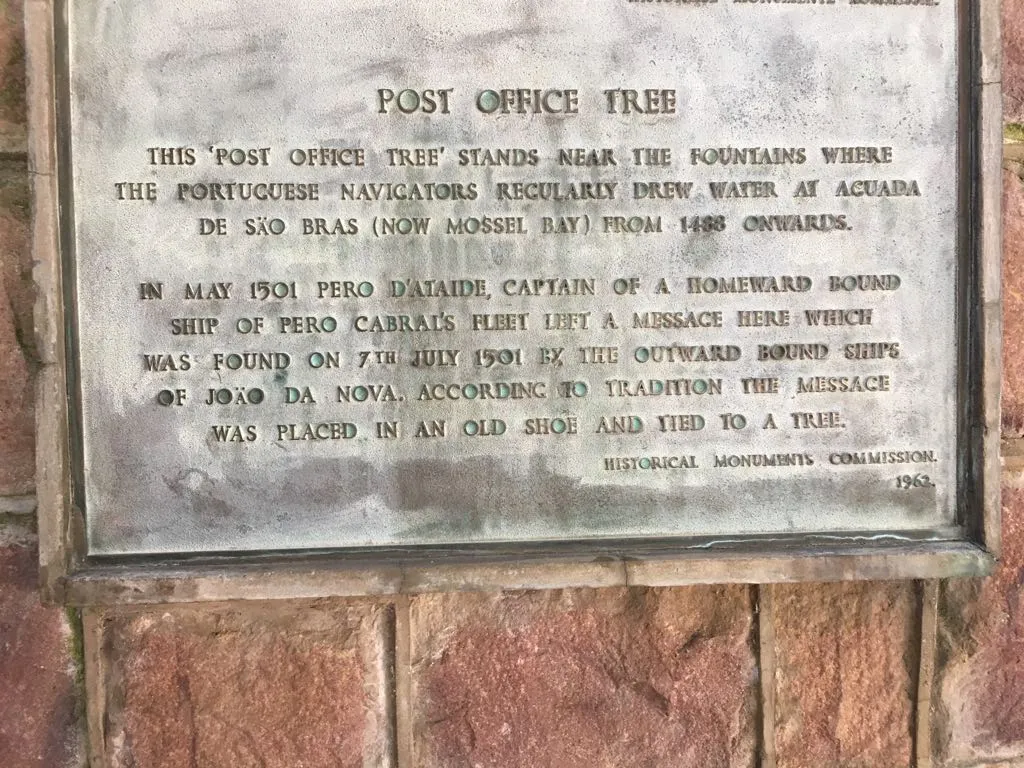 HISTORICAL MONUMENTS COMMISSION.
POST OFFICE TREE
THIS 'POST OFFICE TREE' STANDS NEAR THE FOUNTAINS WHERE
THE PORTUGUESE NAVIGATORS REGULARLY DREW WATER AT AGUADA
DE SÄO BRAS (NOW MOSSEL BAY) FROM 1488 ONWARDS.
IN MAY 1501 PERO D'ATAIDE, CAPTAIN OF A HOMEWARD BOUND
SHIP OF PERO CABRAL'S FLEET LEFT A MESSAGE HERE WHICH
WAS FOUND ON 7TH JULY 1501 BY THE OUTWARD BOUND SHIPS
OF JOÄO DA NOVA. ACCORDING TO TRADITION THE MESSAGE
WAS PLACED IN AN OLD SHOE AND TIED TO A TREE.
HISTORICAL MONUMENTS COMMISSION.
1962.